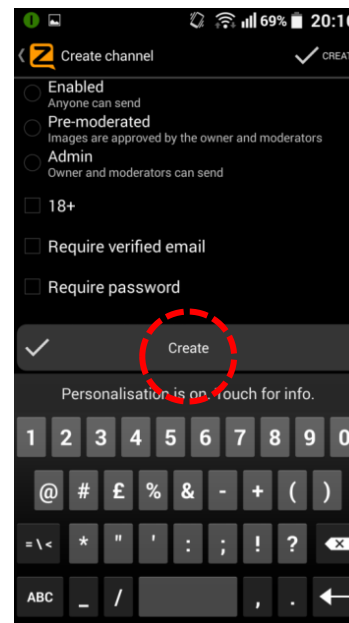 69% 20:16
Create channel CREAT
Enabled
Anyone can send
Pre-moderated
Images are approved by the owner and moderators
Admin
Owner and moderators can send
18+
Require verified email
Require password
Create
Personalisation is on. Touch for info.
1 2 3 4 5 6 7 8 9 0
@ # £ % & - + ( )
= \ < * " ' : ; ! ?
ABC _ / , .